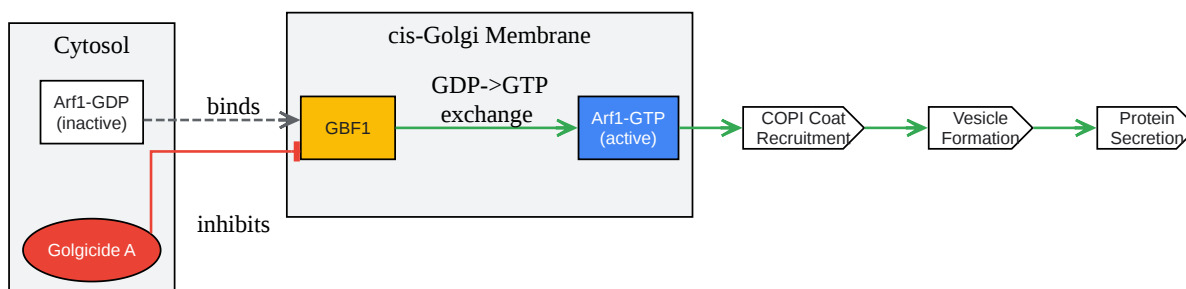 Cytosol
Arf1-GDP
(inactive)
binds
Golgicide A
inhibits
cis-Golgi Membrane
GBF1
GDP->GTP
exchange
Arf1-GTP
(active)
COPI Coat
Recruitment
Vesicle
Formation
Protein
Secretion